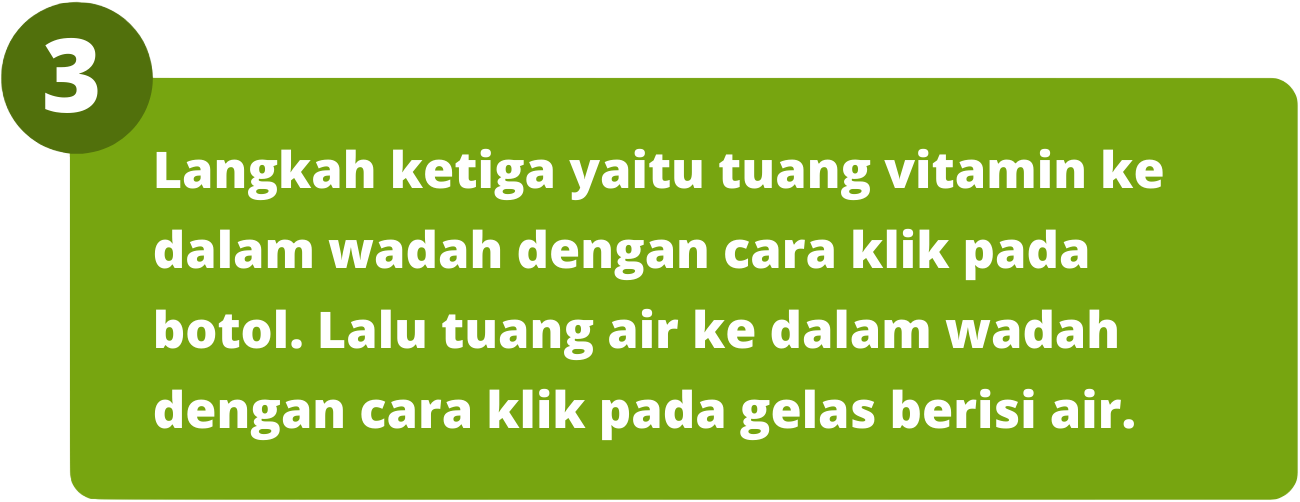 3
Langkah ketiga yaitu tuang vitamin ke
dalam wadah dengan cara klik pada
botol. Lalu tuang air ke dalam wadah
dengan cara klik pada gelas berisi air.